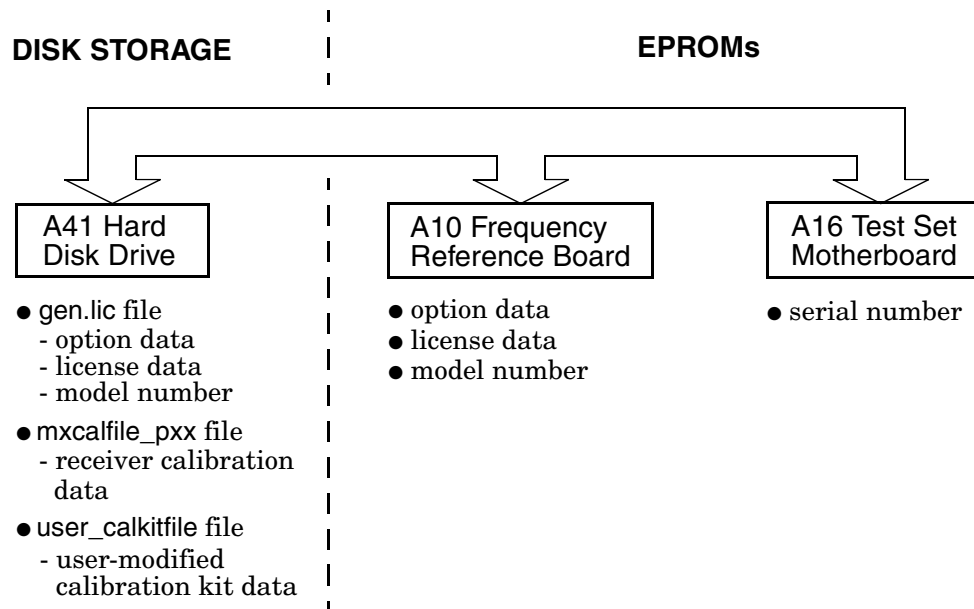 DISK STORAGE
EPROMs
A41 Hard
Disk Drive
● gen.lic file
- option data
- license data
- model number
● mxcalfile_pxx file
- receiver calibration
data
● user_calkitfile file
- user-modified
calibration kit data
A10 Frequency
Reference Board
● option data
● license data
● model number
A16 Test Set
Motherboard
● serial number